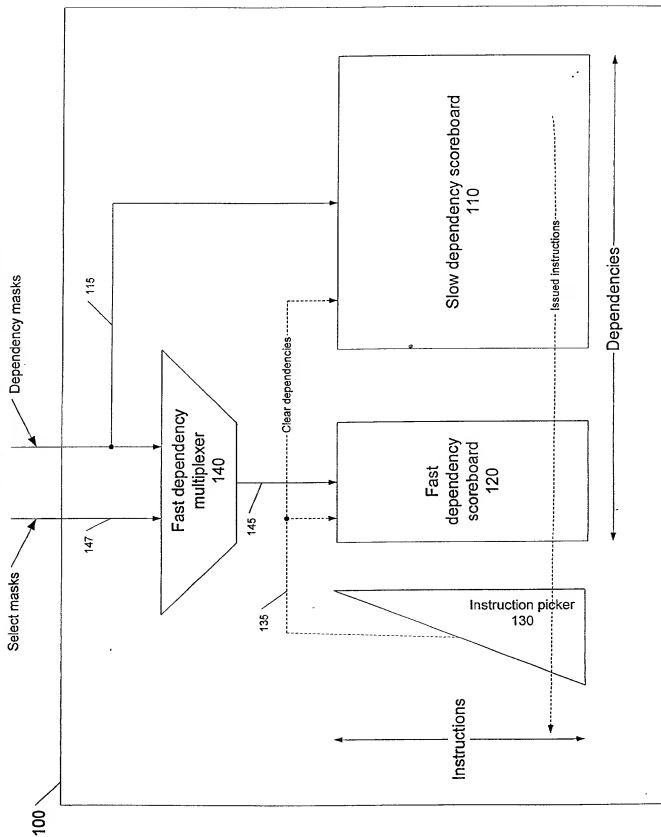 100
Select masks
Dependency masks
147
115
Fast dependency
multiplexer
140
145
135
Clear dependencies
Instruction picker
130
Fast
dependency
scoreboard
120
Slow dependency scoreboard
110
Issued instructions
Instructions
Dependencies